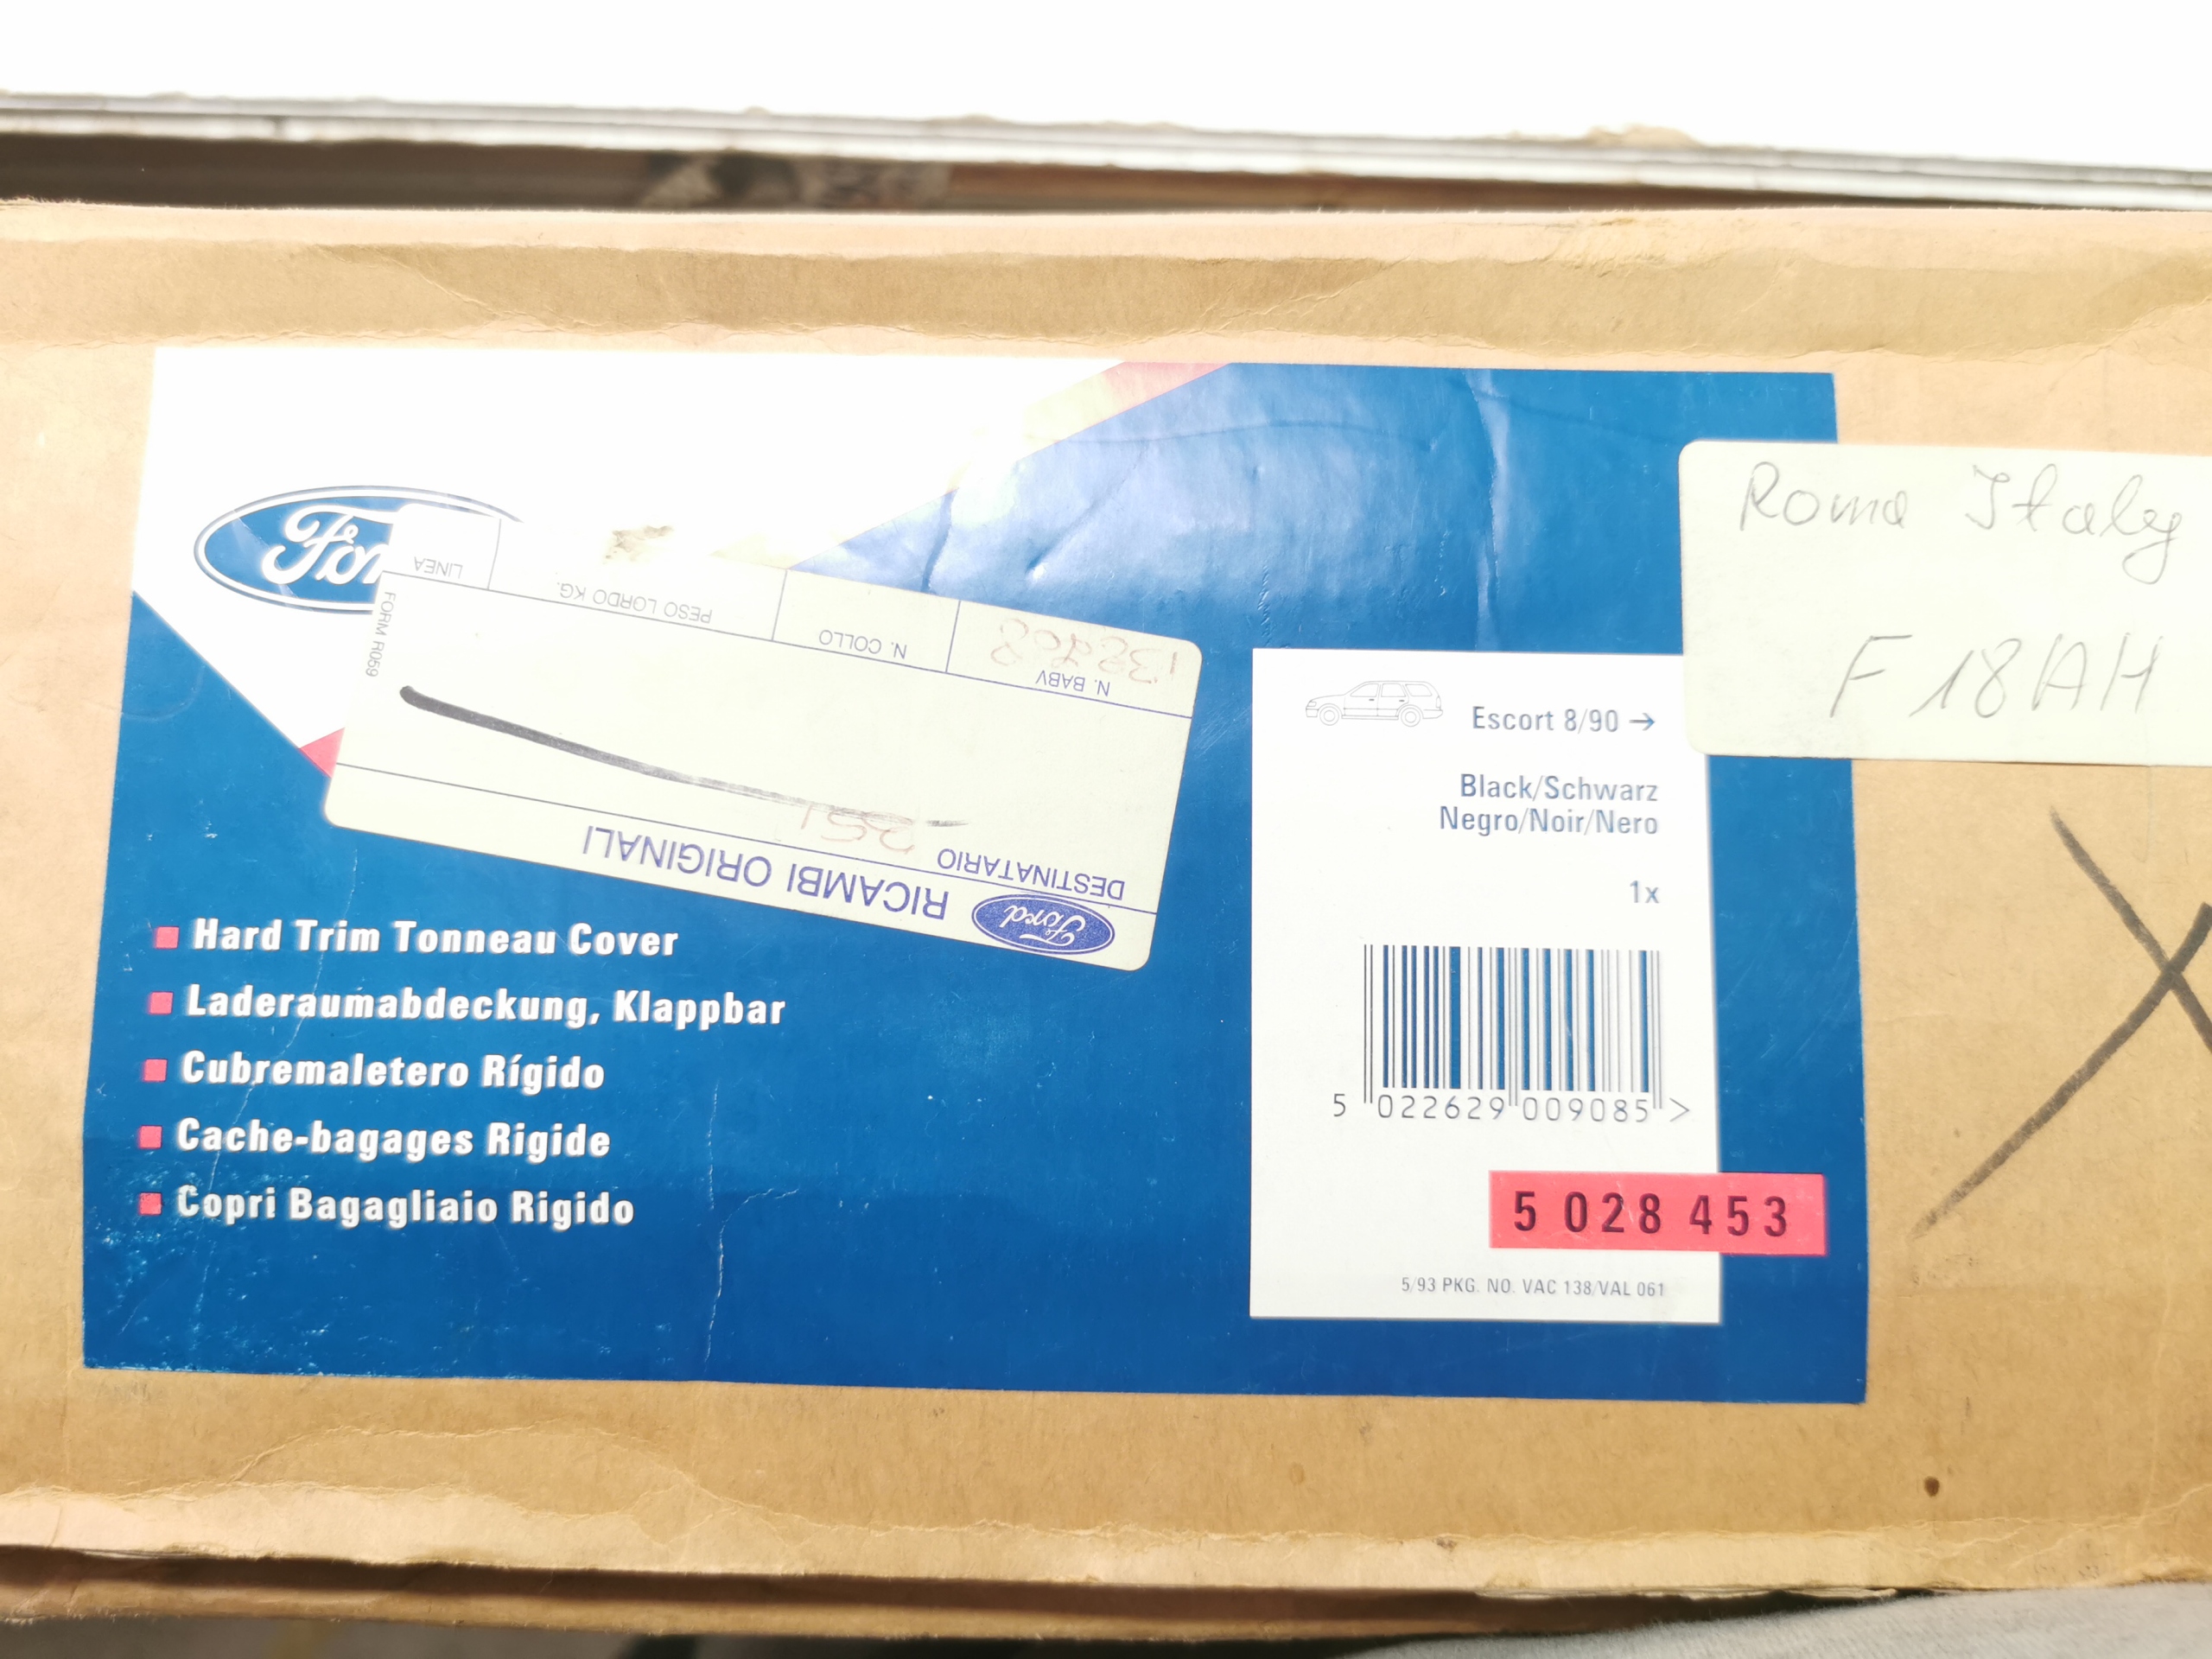 Ford
LINEA
PESO LORDO KG.
N. COLLO
N. BABV
FORM R059
DESTINATARIO
251
Ford RICAMBI ORIGINALI
Hard Trim Tonneau Cover
Laderaumabdeckung, Klappbar
Cubremaletero Rígido
Cache-bagages Rigide
Copri Bagagliaio Rigido
Roma Italy
F18AH
Escort 8/90 →
Black/Schwarz
Negro/Noir/Nero
1x
5 022629 009085 >
5 028 453
5/93 PKG. NO. VAC 138/VAL 061
X